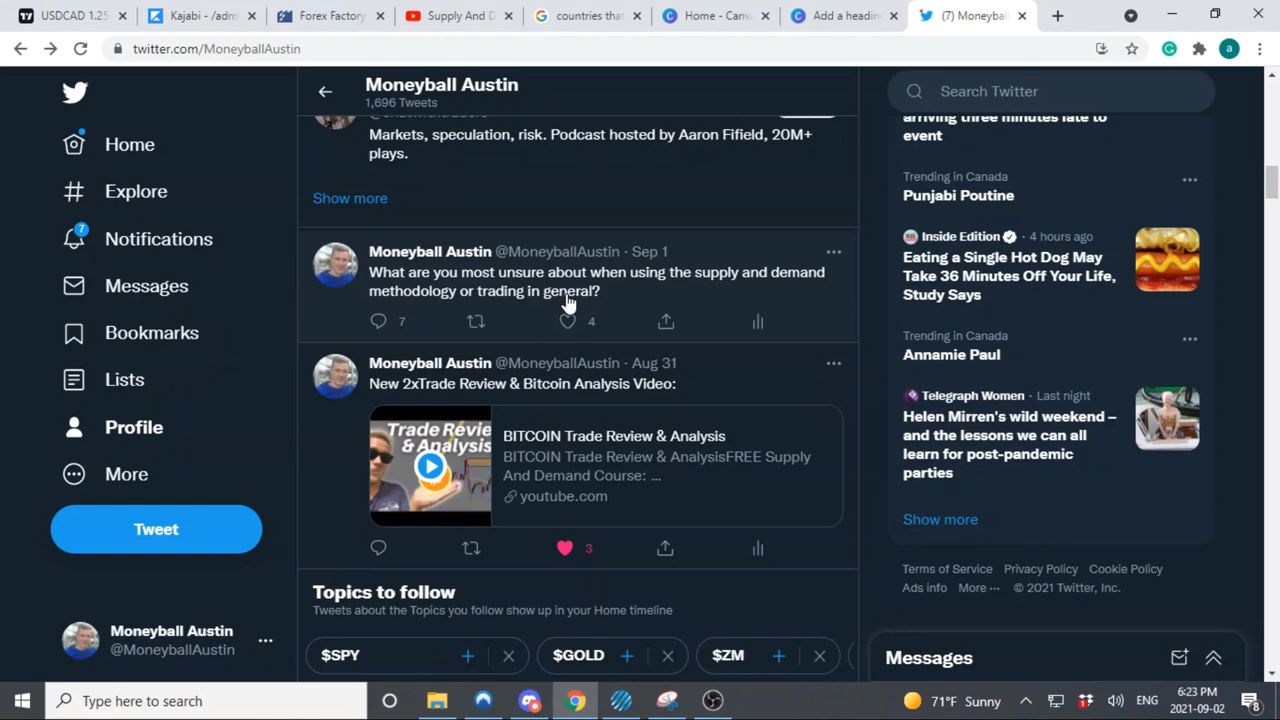 USDCAD 1.25
Kajabi - /adm
Forex Factory
Supply And D
countries that
Home - Canv
Add a heading
(7) Moneyball
twitter.com/MoneyballAustin
Moneyball Austin
1,696 Tweets
Search Twitter
Home
Explore
Notifications
7
Messages
Bookmarks
Lists
Profile
More
Tweet
Moneyball Austin
@MoneyballAustin
Markets, speculation, risk. Podcast hosted by Aaron Fifield, 20M+
plays.
Show more
Moneyball Austin @MoneyballAustin · Sep 1
What are you most unsure about when using the supply and demand
methodology or trading in general?
7
4
Moneyball Austin @MoneyballAustin · Aug 31
New 2xTrade Review & Bitcoin Analysis Video:
Trade Revie
& Analysis
BITCOIN Trade Review & Analysis
BITCOIN Trade Review & AnalysisFREE Supply
And Demand Course: ...
youtube.com
3
Topics to follow
Tweets about the Topics you follow show up in your Home timeline
$SPY
$GOLD
$ZM
arriving three minutes late to
event
Trending in Canada
Punjabi Poutine
Inside Edition · 4 hours ago
Eating a Single Hot Dog May
Take 36 Minutes Off Your Life,
Study Says
Trending in Canada
Annamie Paul
Telegraph Women · Last night
Helen Mirren's wild weekend –
and the lessons we can all
learn for post-pandemic
parties
Show more
Terms of Service Privacy Policy Cookie Policy
Ads info More ··· © 2021 Twitter, Inc.
Messages
Type here to search
71°F Sunny
ENG
6:23 PM
2021-09-02
8